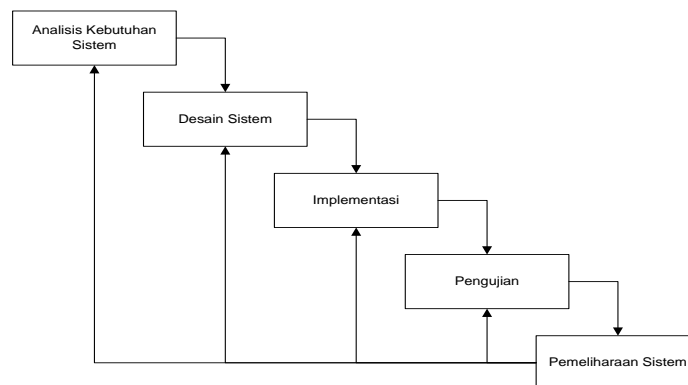 Analisis Kebutuhan
Sistem
Desain Sistem
Implementasi
Pengujian
Pemeliharaan Sistem